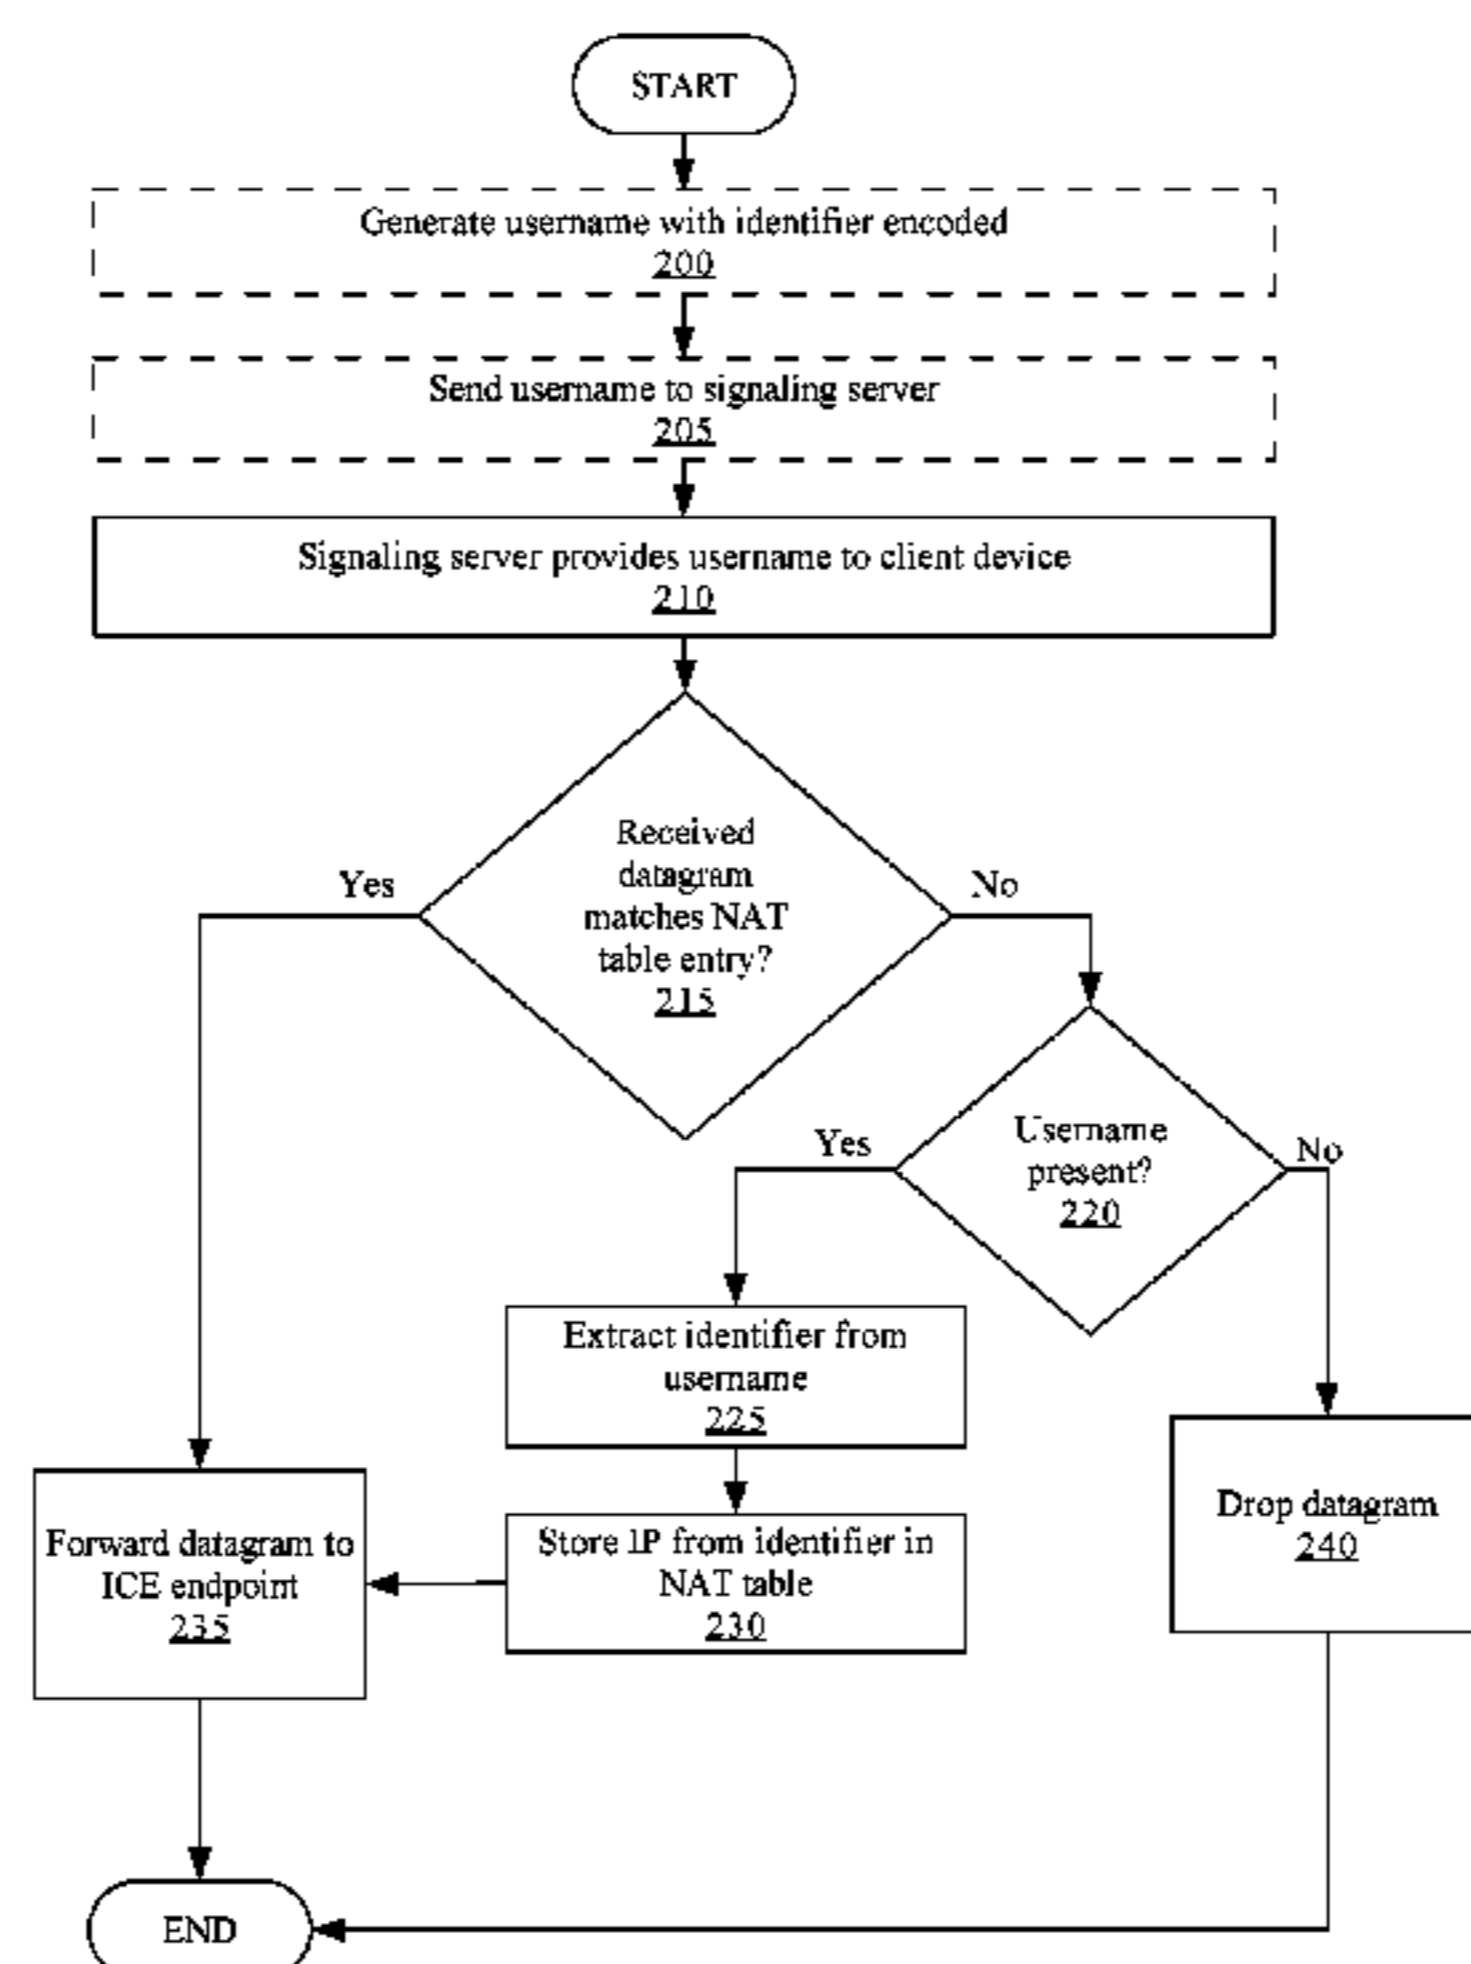 START
Generate username with identifier encoded
200
Send username to signaling server
205
Signaling server provides username to client device
210
Received
datagram
matches NAT
table entry?
215
Yes
No
Username
present?
220
Yes
No
Extract identifier from
username
225
Store IP from identifier in
NAT table
230
Forward datagram to
ICE endpoint
235
Drop datagram
240
END